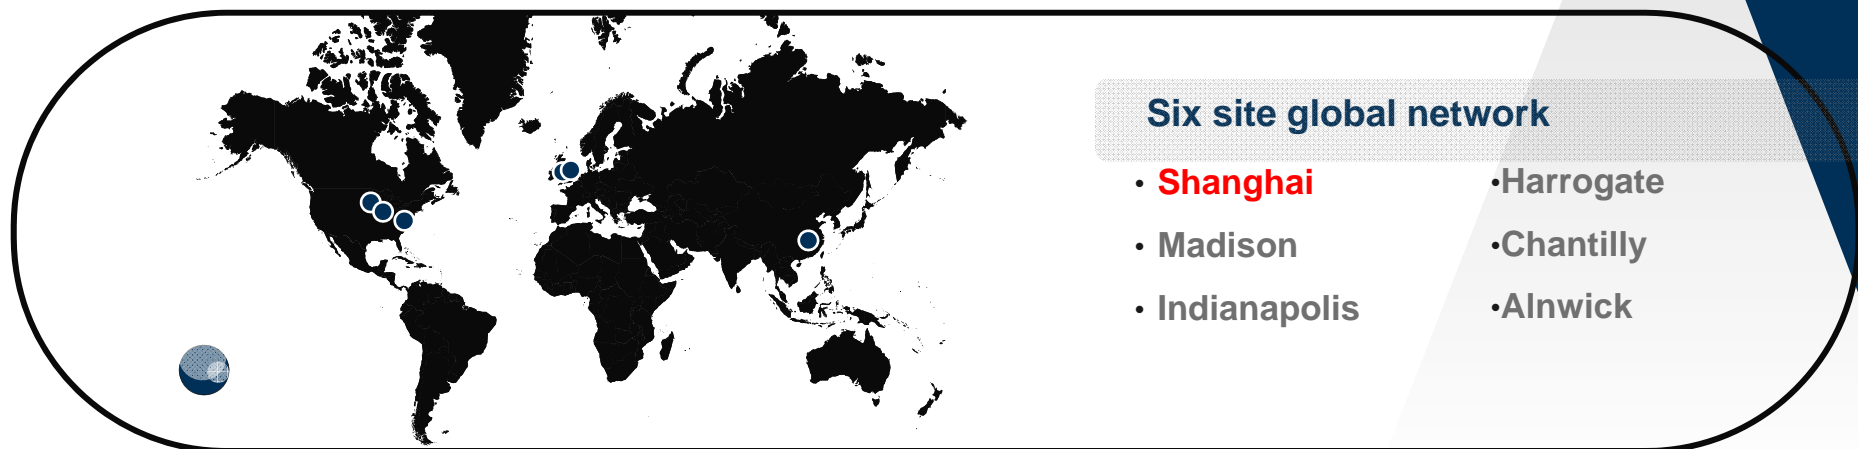 Six site global network
• Shanghai
• Madison
• Indianapolis
•Harrogate
•Chantilly
•Alnwick